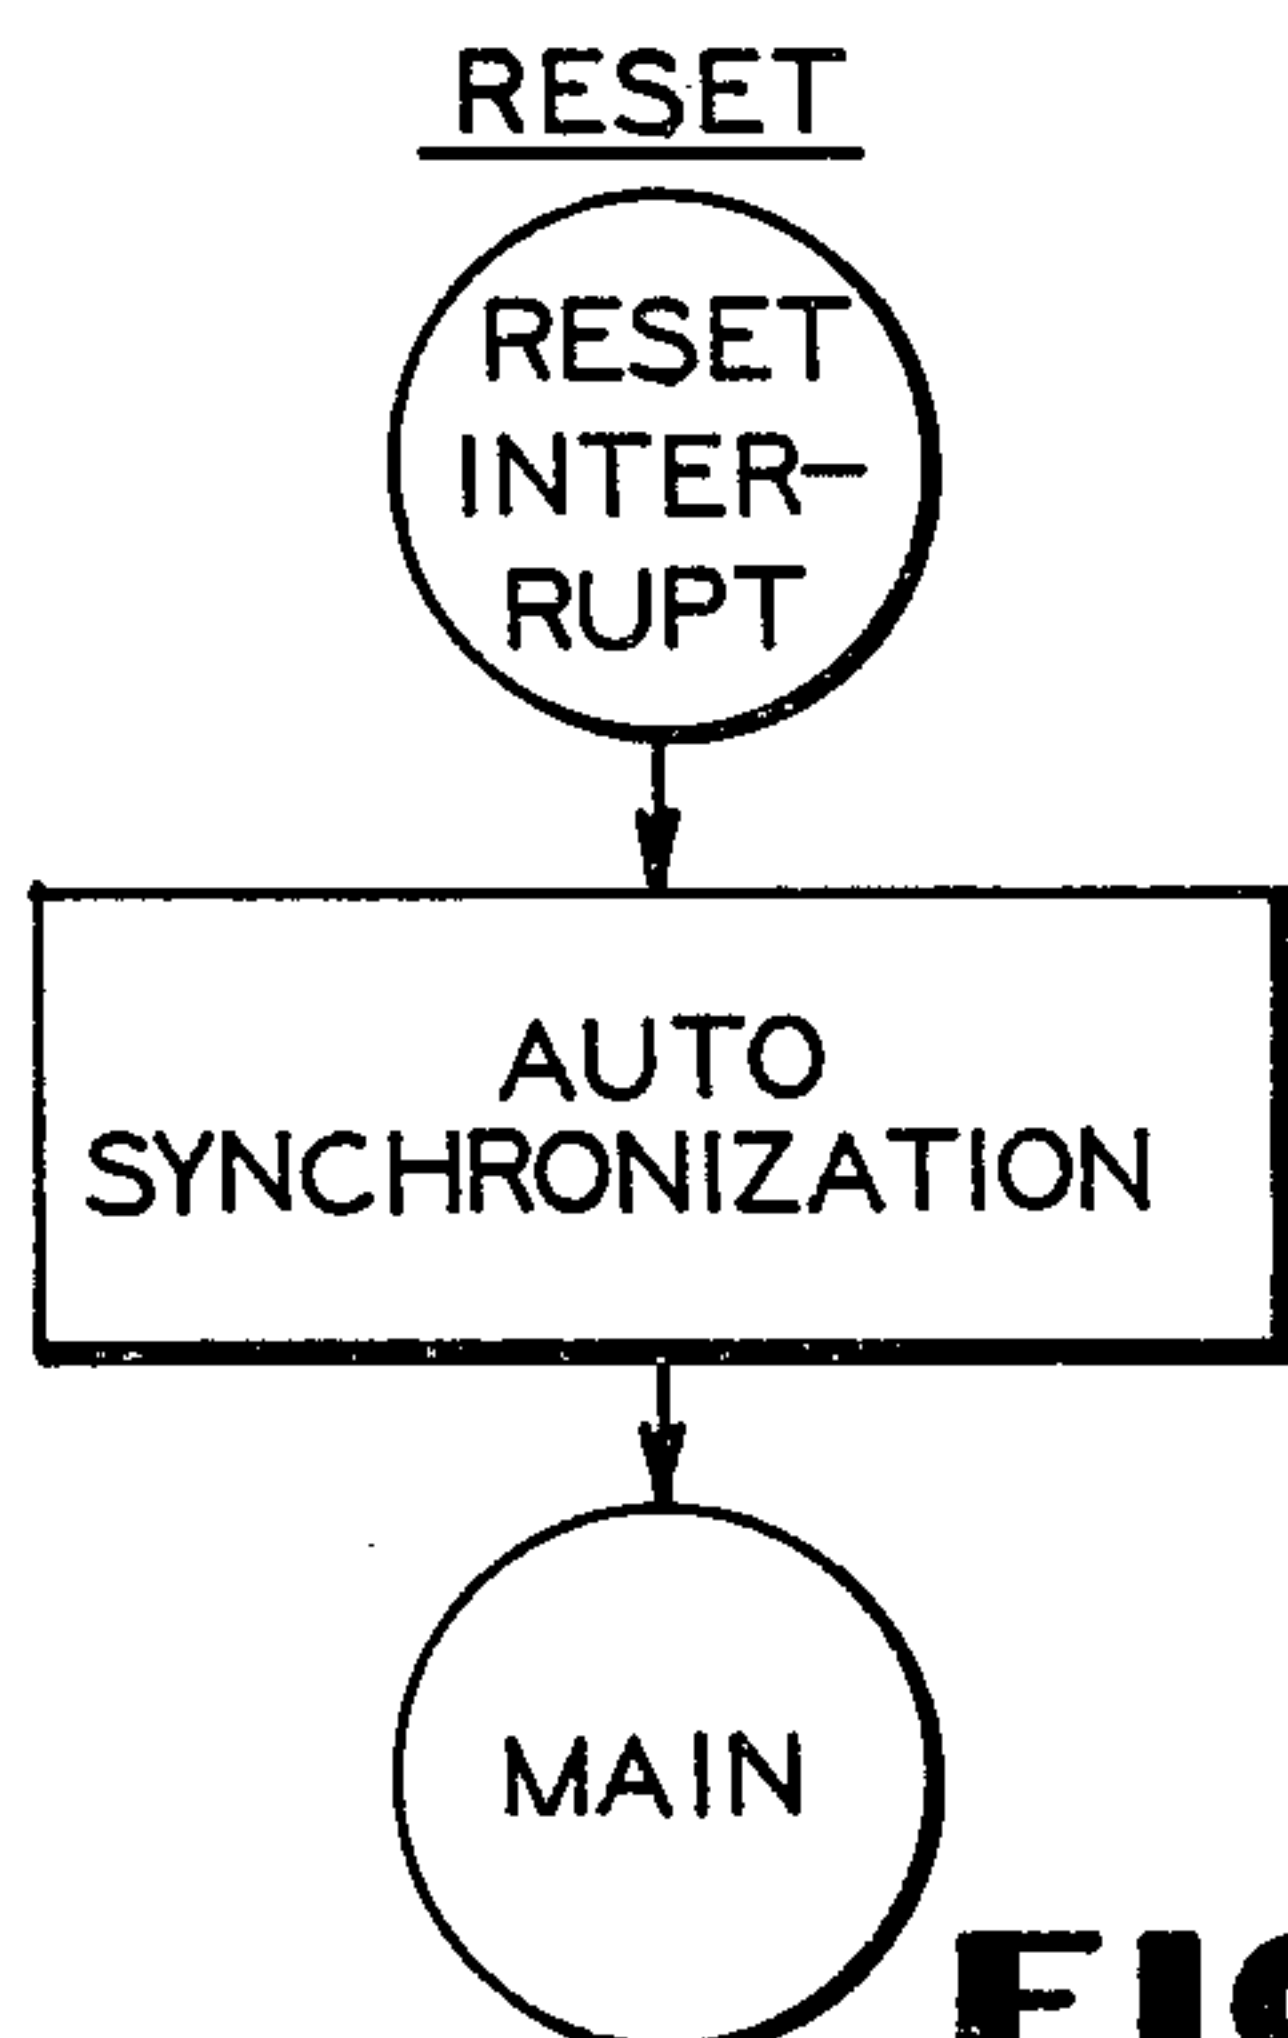 RESET
RESET
INTER-
RUPT
AUTO
SYNCHRONIZATION
MAIN